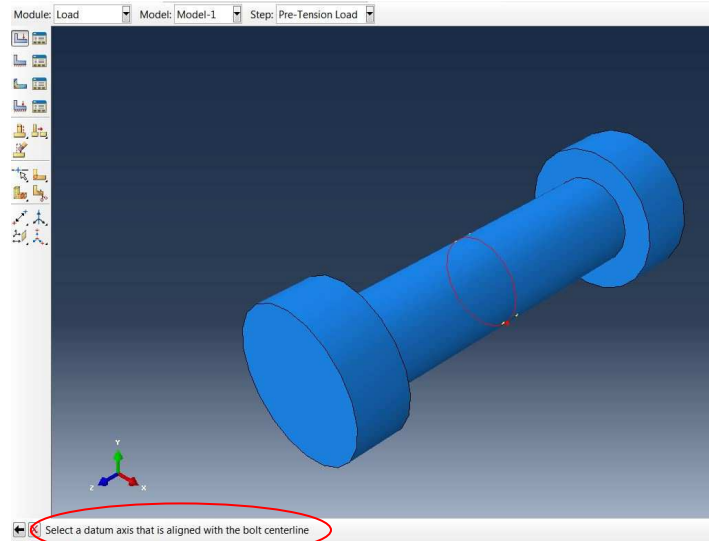 Module: Load Model: Model-1 Step: Pre-Tension Load
Y
Z X
Select a datum axis that is aligned with the bolt centerline